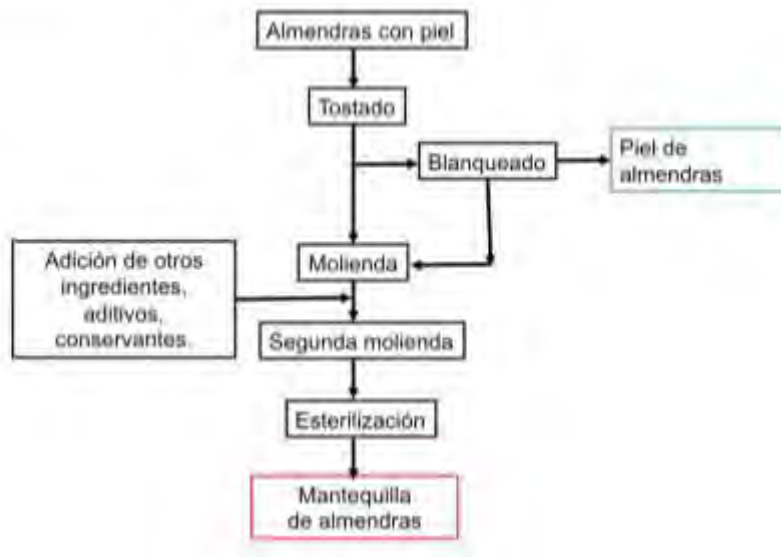 Almendras con piel
Tostado
Blanqueado
Piel de
almendras
Molienda
Adición de otros
ingredientes,
aditivos,
conservantes.
Segunda molienda
Esterilización
Mantequilla
de almendras